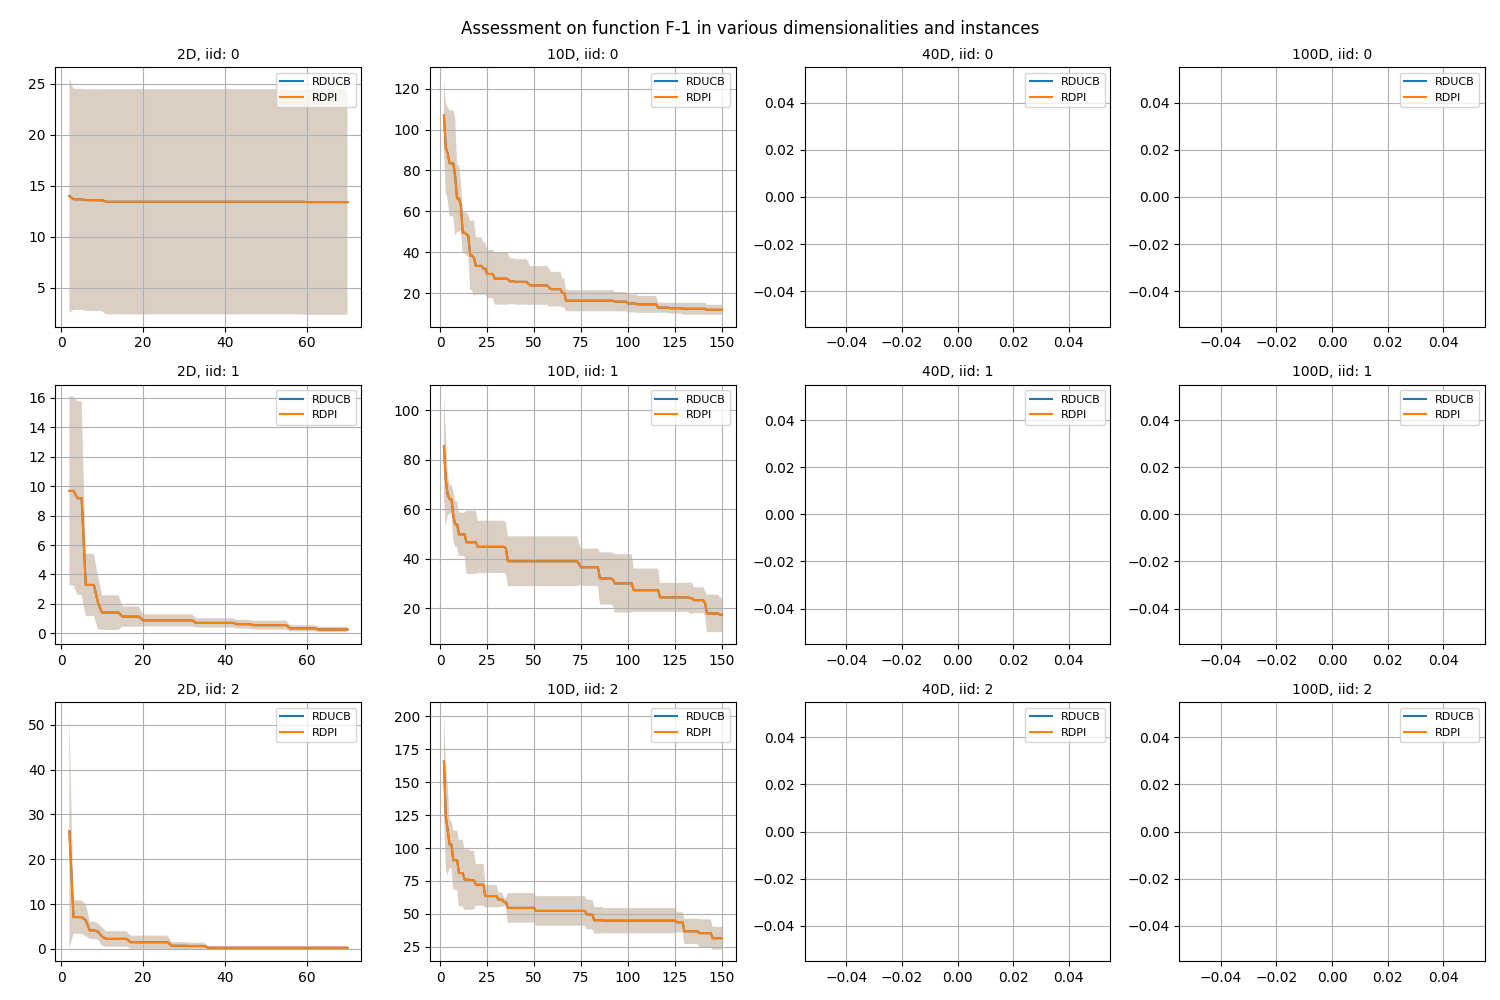 Assessment on function F-1 in various dimensionalities and instances
2D, iid: 0
RDUCB
RDPI
25
20
15
10
5
0 20 40 60
10D, iid: 0
RDUCB
RDPI
120
100
80
60
40
20
0 25 50 75 100 125 150
40D, iid: 0
RDUCB
RDPI
0.04
0.02
0.00
−0.02
−0.04
−0.04 −0.02 0.00 0.02 0.04
100D, iid: 0
RDUCB
RDPI
0.04
0.02
0.00
−0.02
−0.04
−0.04 −0.02 0.00 0.02 0.04
2D, iid: 1
RDUCB
RDPI
16
14
12
10
8
6
4
2
0
0 20 40 60
10D, iid: 1
RDUCB
RDPI
100
80
60
40
20
0 25 50 75 100 125 150
40D, iid: 1
RDUCB
RDPI
0.04
0.02
0.00
−0.02
−0.04
−0.04 −0.02 0.00 0.02 0.04
100D, iid: 1
RDUCB
RDPI
0.04
0.02
0.00
−0.02
−0.04
−0.04 −0.02 0.00 0.02 0.04
2D, iid: 2
RDUCB
RDPI
50
40
30
20
10
0
0 20 40 60
10D, iid: 2
RDUCB
RDPI
200
175
150
125
100
75
50
25
0 25 50 75 100 125 150
40D, iid: 2
RDUCB
RDPI
0.04
0.02
0.00
−0.02
−0.04
−0.04 −0.02 0.00 0.02 0.04
100D, iid: 2
RDUCB
RDPI
0.04
0.02
0.00
−0.02
−0.04
−0.04 −0.02 0.00 0.02 0.04